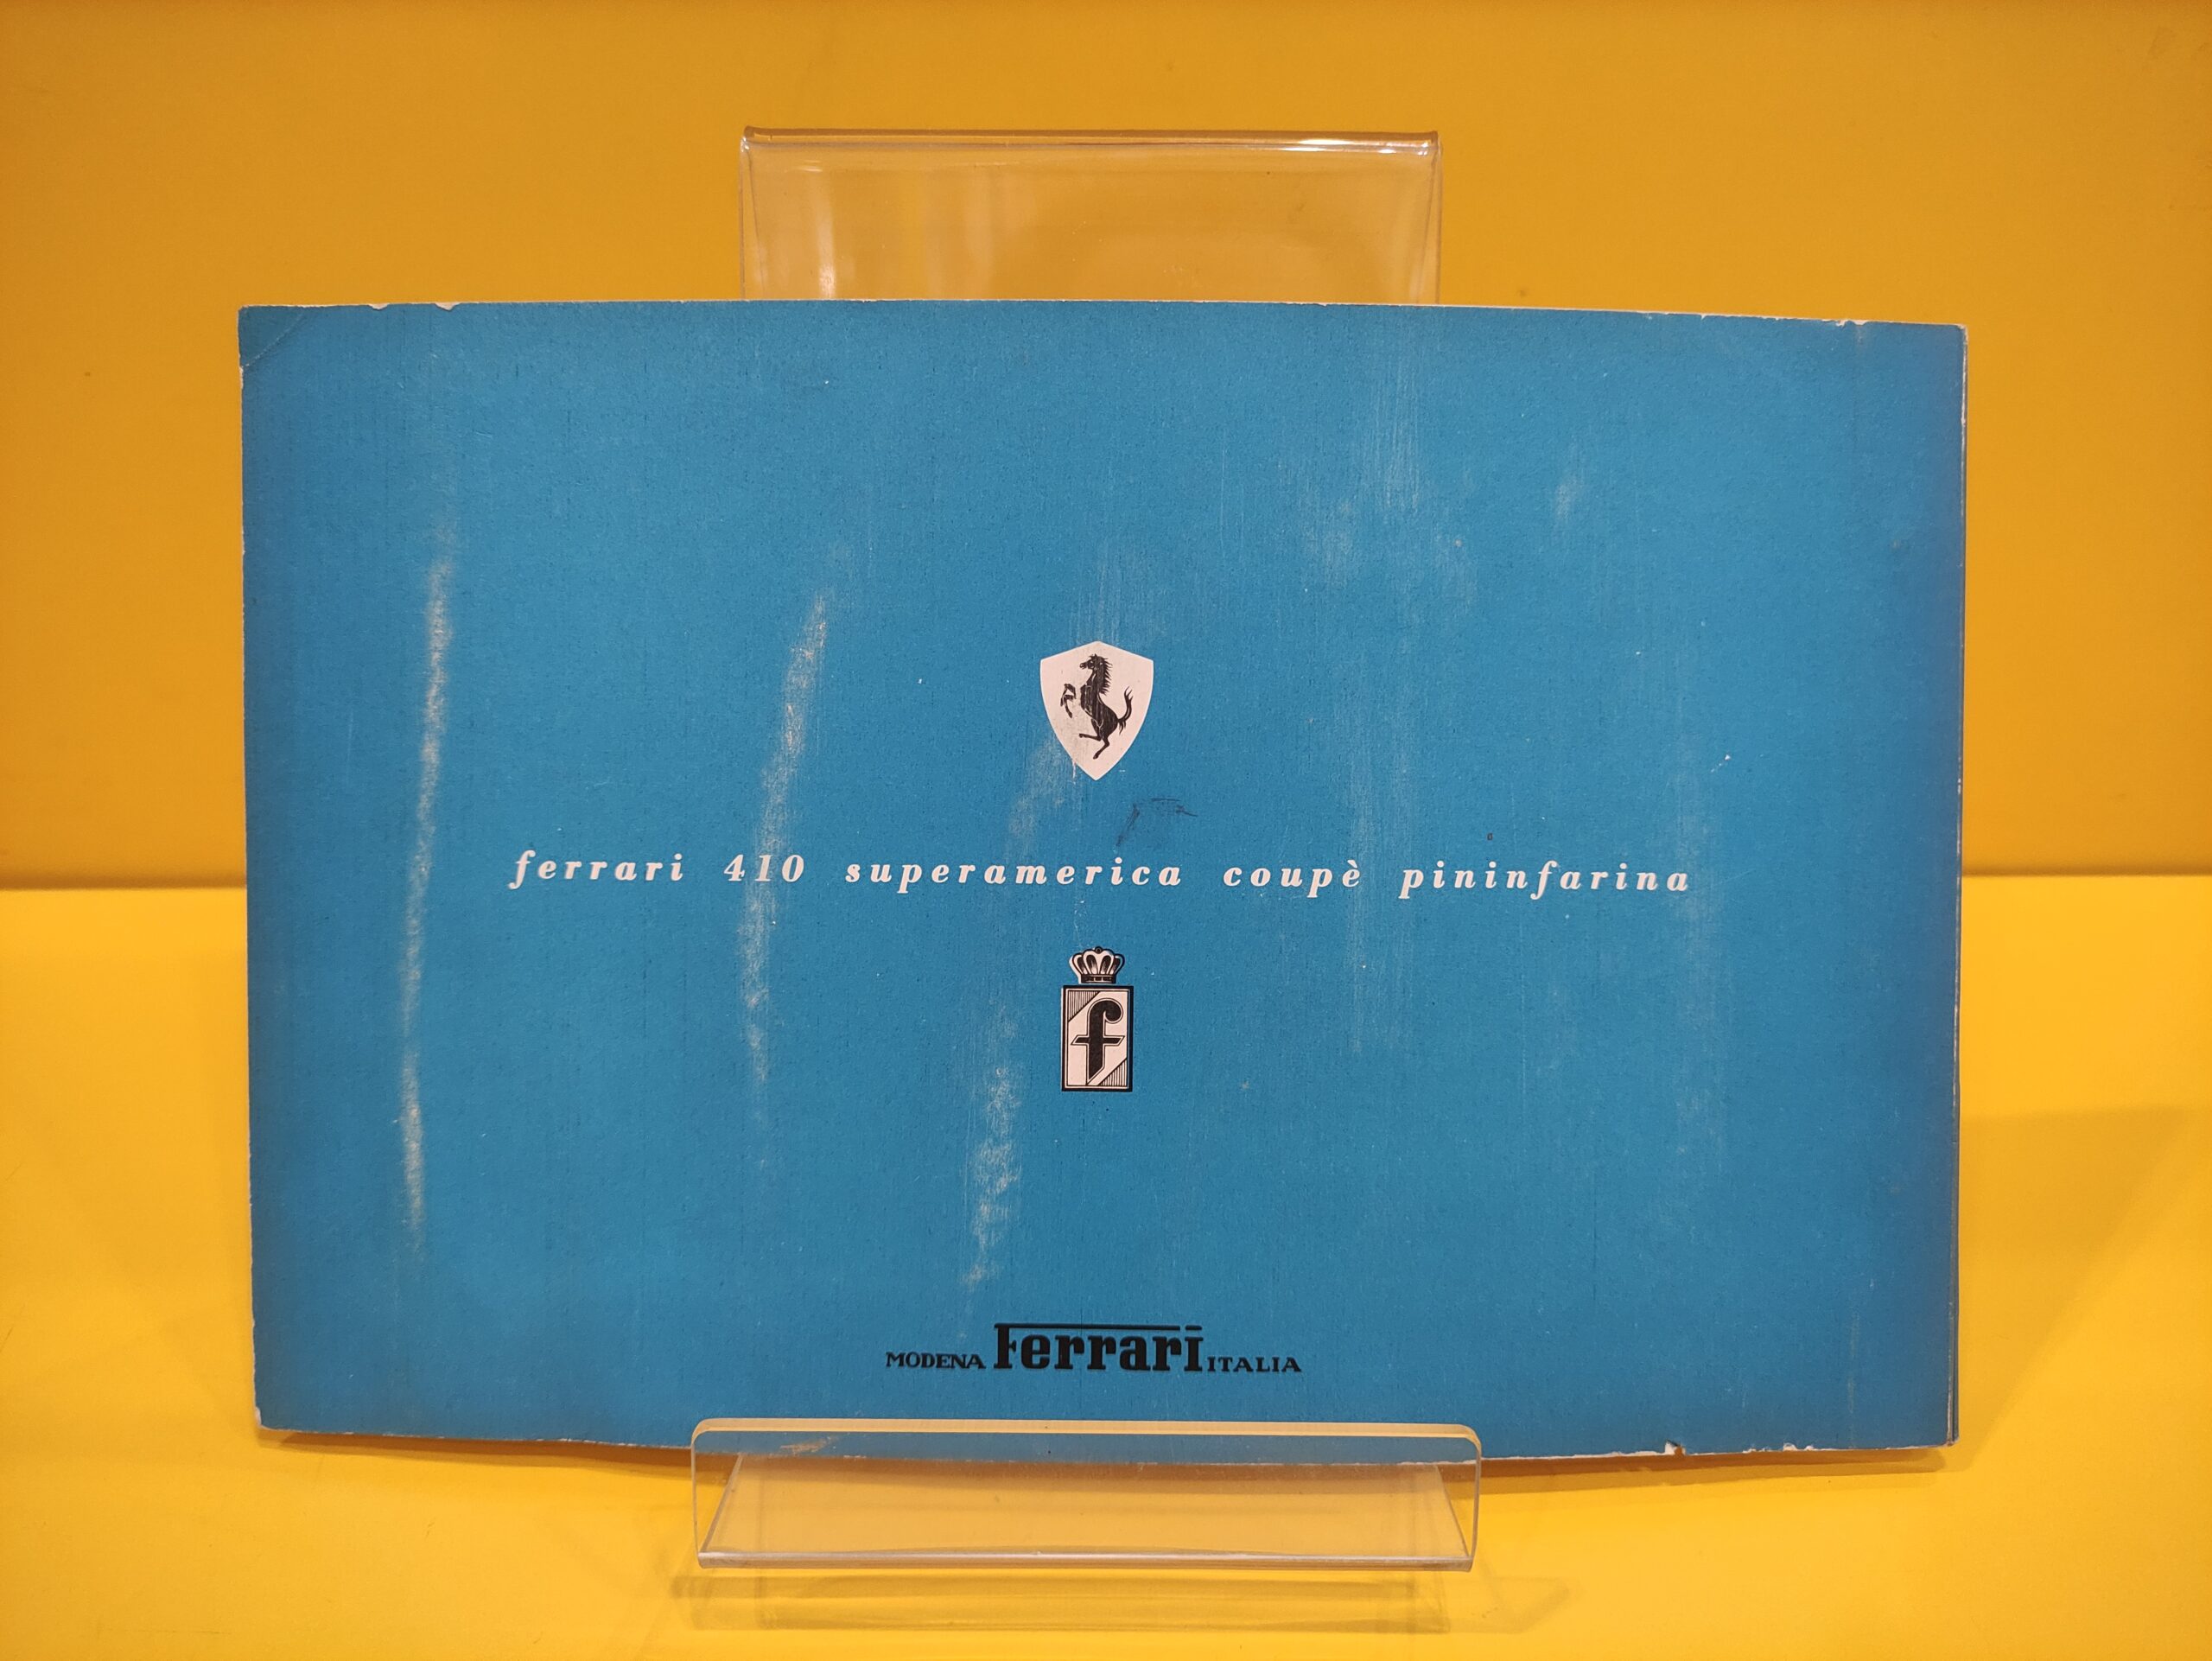 ferrari 410 superamerica coupè pininfarina
f
MODENA Ferrari ITALIA